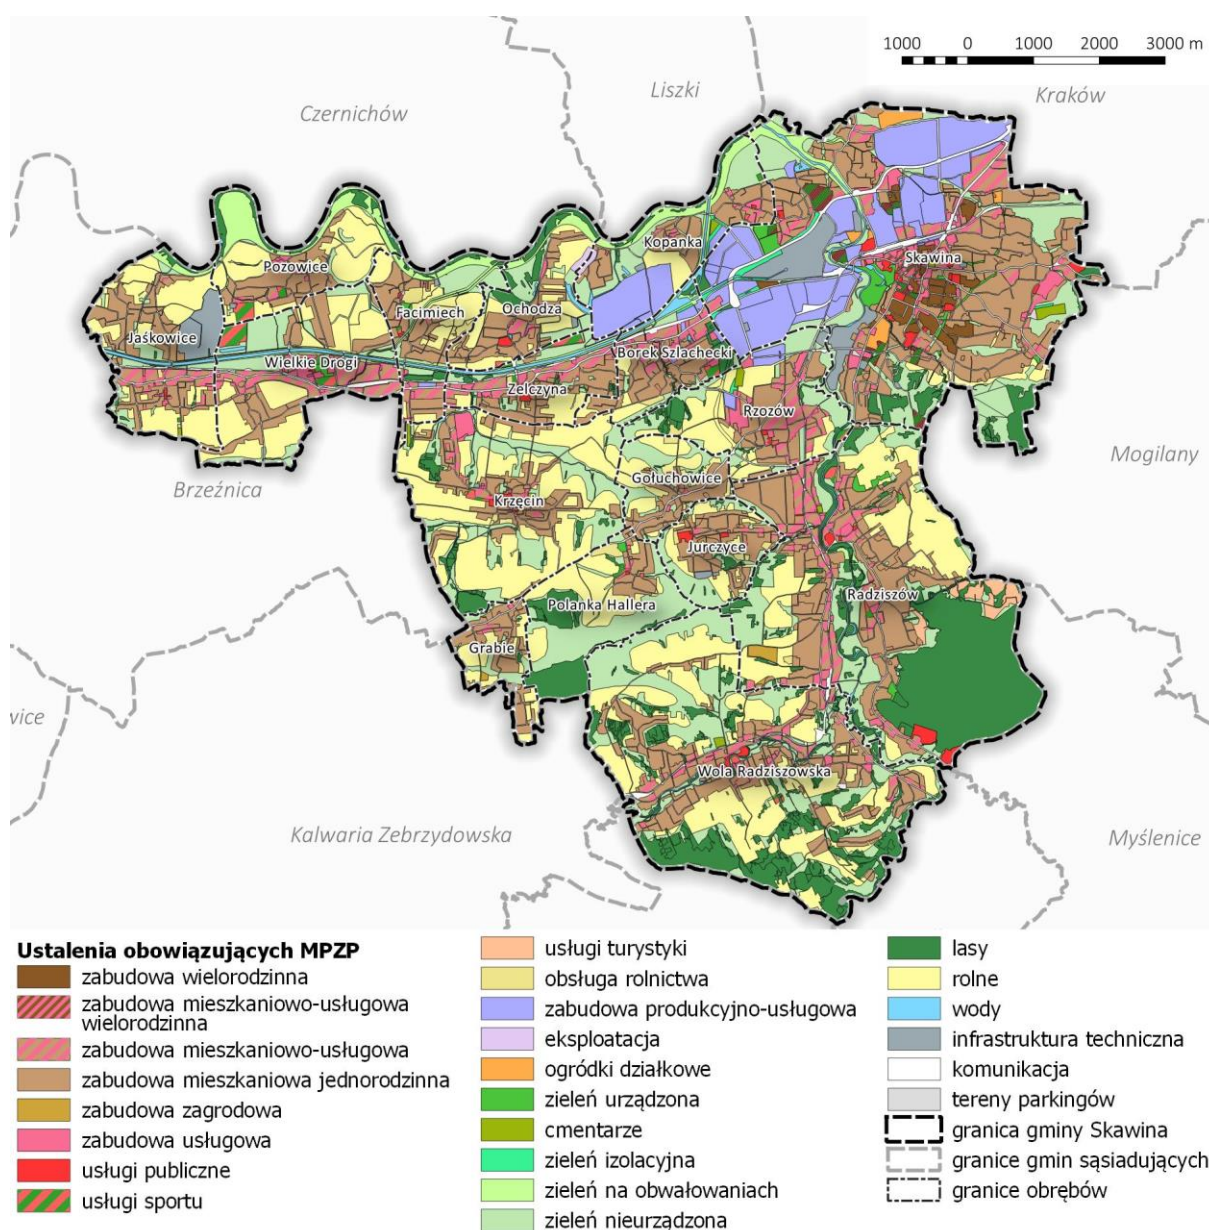 1000 0 1000 2000 3000 m
Liszki
Kraków
Czernichów
Kopanka
Skawina
Pozowice
Facimiech
Ochodza
Jaśkowice
Wielkie Drogi
Borek Szlachecki
Zelczyna
Rzozów
Mogilany
Brzeźnica
Gołuchowice
Krzęcin
Jurczyce
Polanka Hallera
Radziszów
Grabie
wice
Wola Radziszowska
Kalwaria Zebrzydowska
Myślenice
Ustalenia obowiązujących MPZP
zabudowa wielorodzinna
zabudowa mieszkaniowo-usługowa
wielorodzinna
zabudowa mieszkaniowo-usługowa
zabudowa mieszkaniowa jednorodzinna
zabudowa zagrodowa
zabudowa usługowa
usługi publiczne
usługi sportu
usługi turystyki
obsługa rolnictwa
zabudowa produkcyjno-usługowa
eksploatacja
ogródki działkowe
zieleń urządzona
cmentarze
zieleń izolacyjna
zieleń na obwałowaniach
zieleń nieurządzona
lasy
rolne
wody
infrastruktura techniczna
komunikacja
tereny parkingów
granica gminy Skawina
granice gmin sąsiadujących
granice obrębów